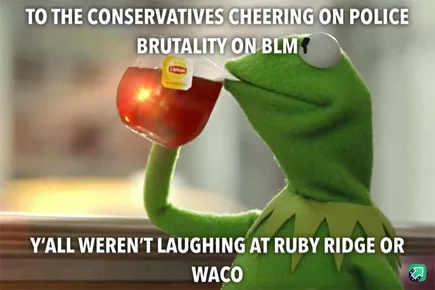 TO THE CONSERVATIVES CHEERING ON POLICE
BRUTALITY ON BLM
Lipton
Y'ALL WEREN'T LAUGHING AT RUBY RIDGE OR
WACO